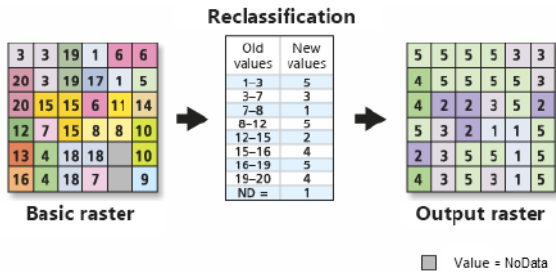 Reclassification
3 3 19 1 6 6
20 3 19 17 1 5
20 15 15 6 11 14
12 7 15 8 8 10
13 4 18 18 10
16 4 18 7 9
Basic raster
Old New
values values
1–3 5
3–7 3
7–8 1
8–12 5
12–15 2
15–16 4
16–19 5
19–20 4
ND = 1
5 5 5 5 3 3
4 5 5 5 5 3
4 2 2 3 5 2
5 3 2 1 1 5
2 3 5 5 1 5
4 3 5 3 1 5
Output raster
Value = NoData